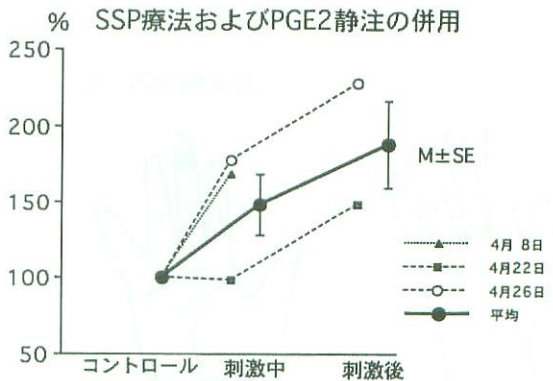 % SSP療法およびPGE2静注の併用
250
200
150
100
50
M±SE
4月 8日
4月22日
4月26日
平均
コントロール 刺激中 刺激後